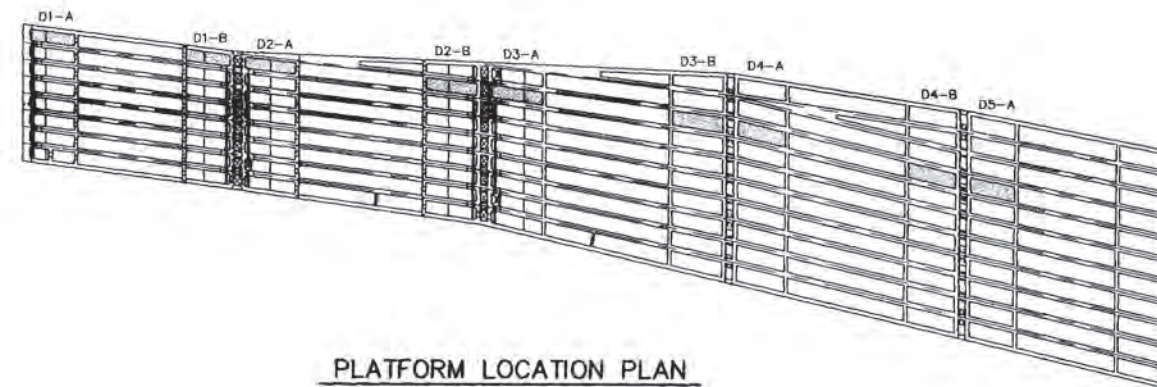 D1-A
D1-B
D2-A
D2-B
D3-A
D3-B
D4-A
D4-B
D5-A
PLATFORM LOCATION PLAN